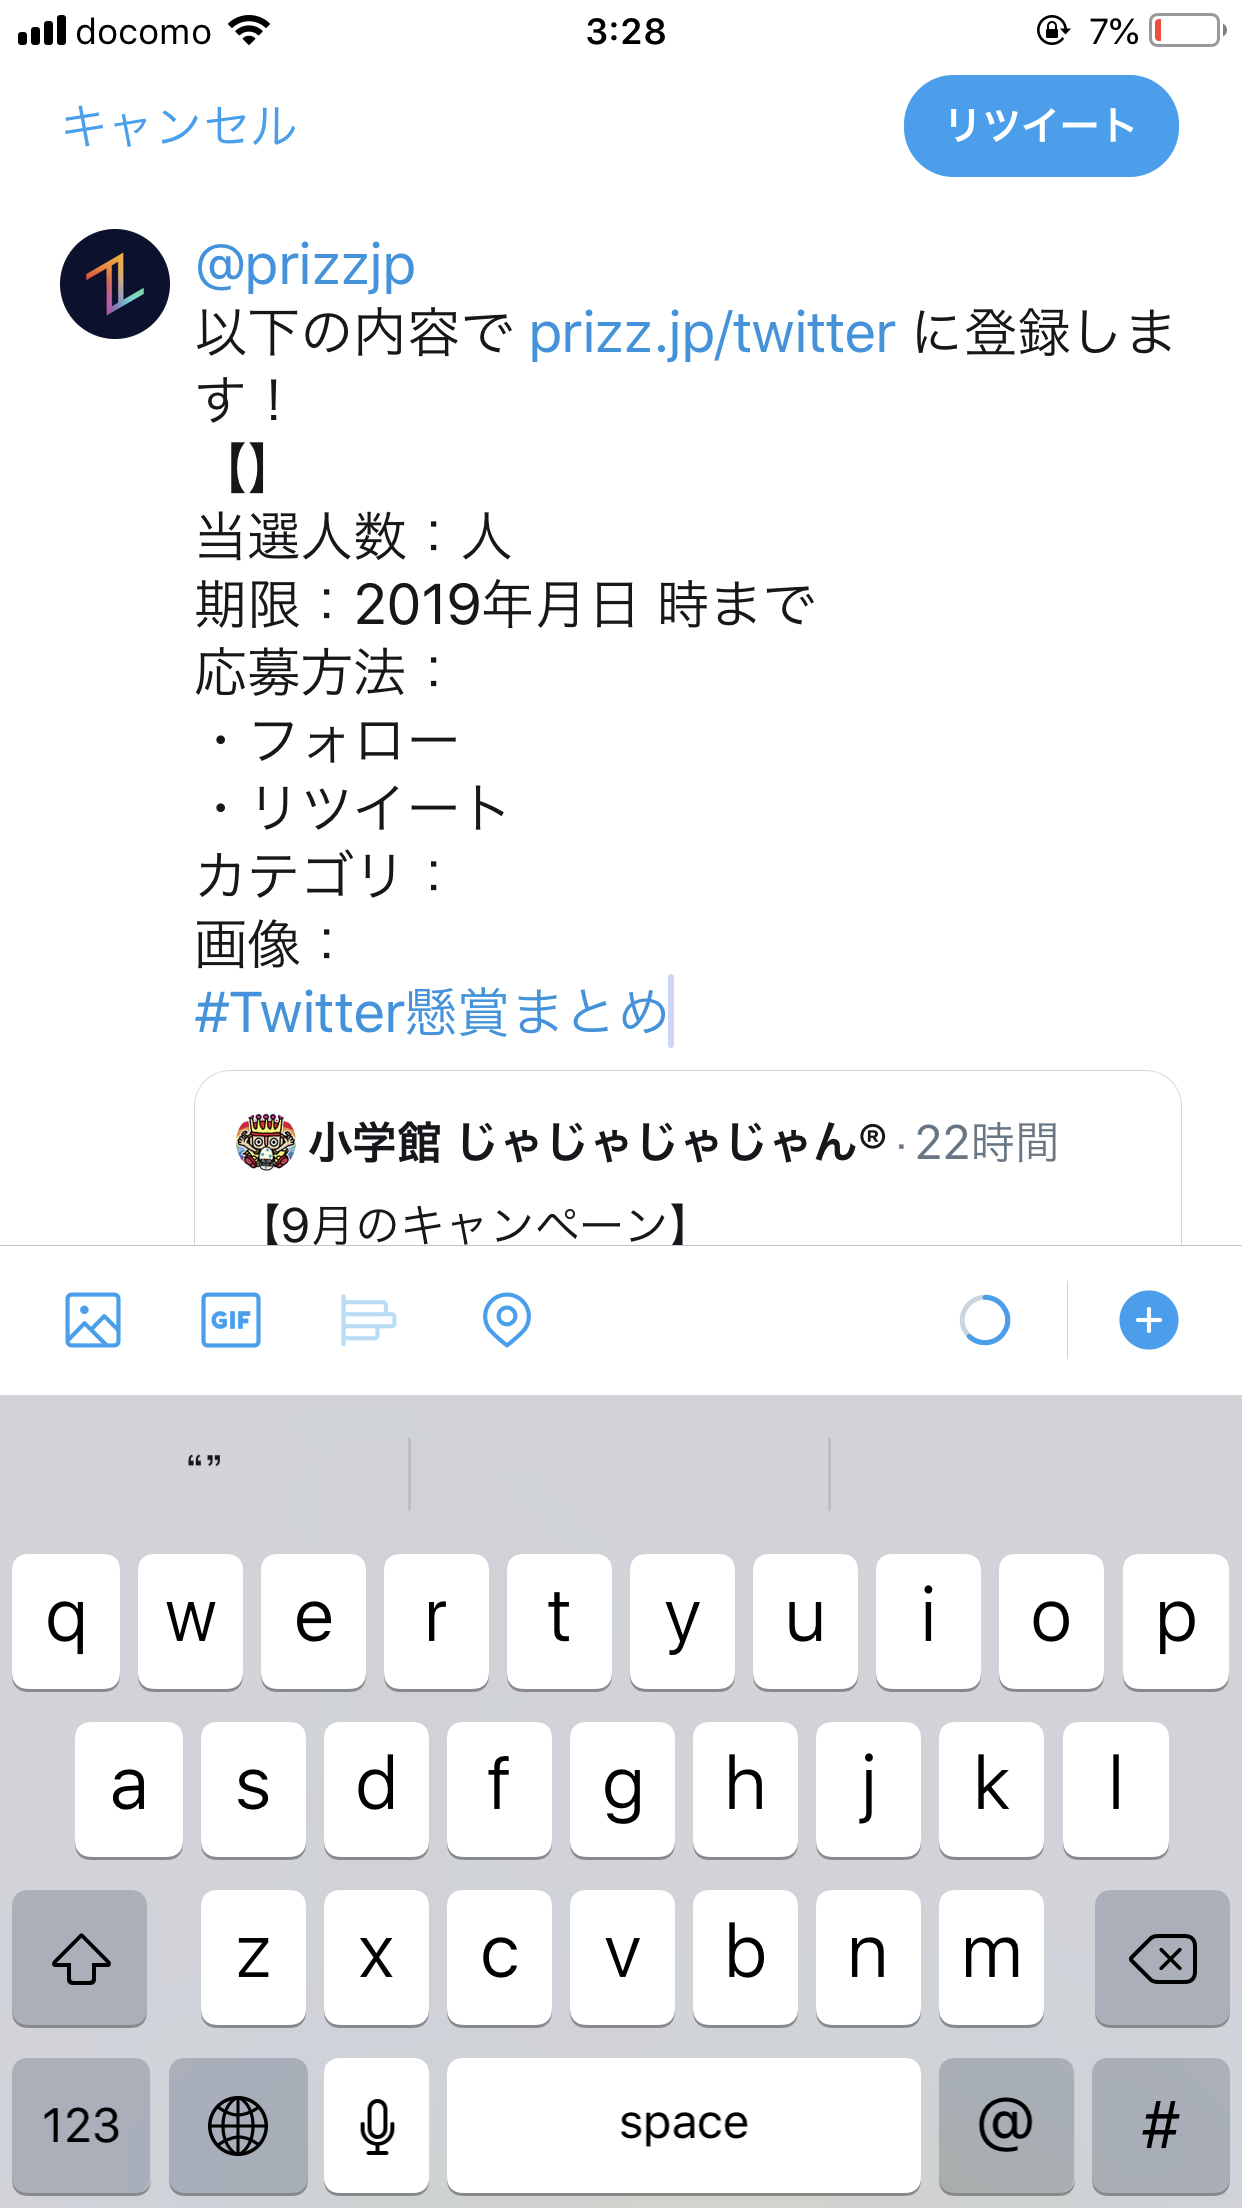 docomo 3:28 7%
キャンセル リツイート
@prizzjp
以下の内容で prizz.jp/twitter に登録しま
す！
【】
当選人数：人
期限：2019年月日 時まで
応募方法：
・フォロー
・リツイート
カテゴリ：
画像：
#Twitter懸賞まとめ
小学館 じゃじゃじゃじゃん® · 22時間
【9月のキャンペーン】
GIF
“”
q w e r t y u i o p
a s d f g h j k l
z x c v b n m
123 space @ #